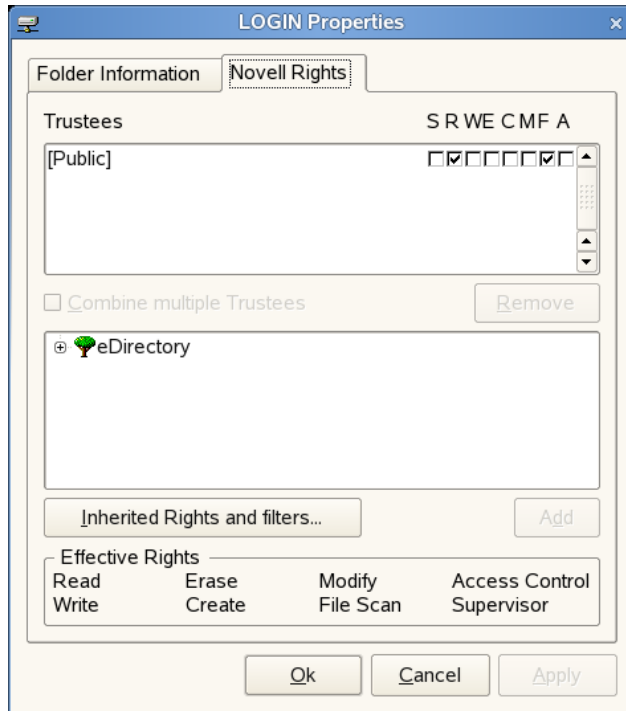 LOGIN Properties
Folder Information
Novell Rights
Trustees
S R WE C MF A
[Public]
Combine multiple Trustees
Remove
eDirectory
Inherited Rights and filters...
Add
Effective Rights
Read Erase Modify Access Control
Write Create File Scan Supervisor
Ok
Cancel
Apply